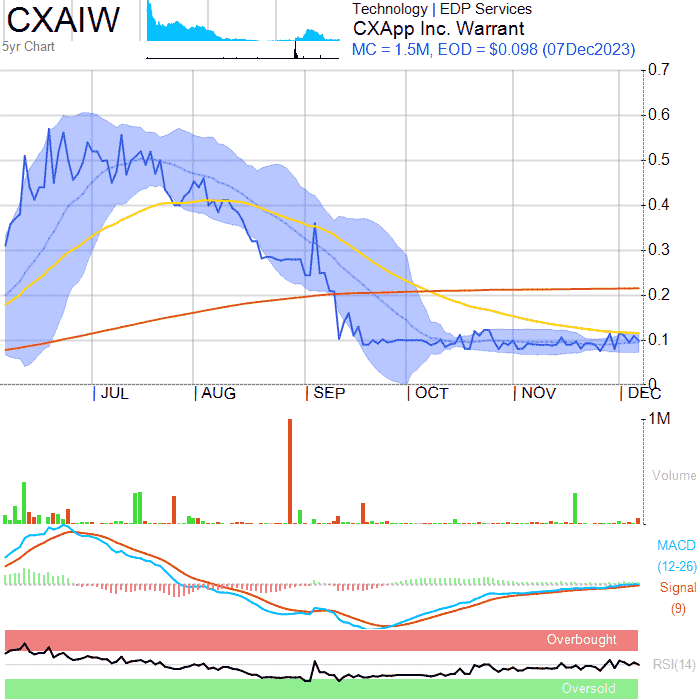 CXAIW
5yr Chart
Technology | EDP Services
CXApp Inc. Warrant
MC = 1.5M, EOD = $0.098 (07Dec2023)
0.7
0.6
0.5
0.4
0.3
0.2
0.1
0
JUL AUG SEP OCT NOV DEC
1M
Volume
MACD
(12-26)
Signal
(9)
Overbought
RSI(14)
Oversold